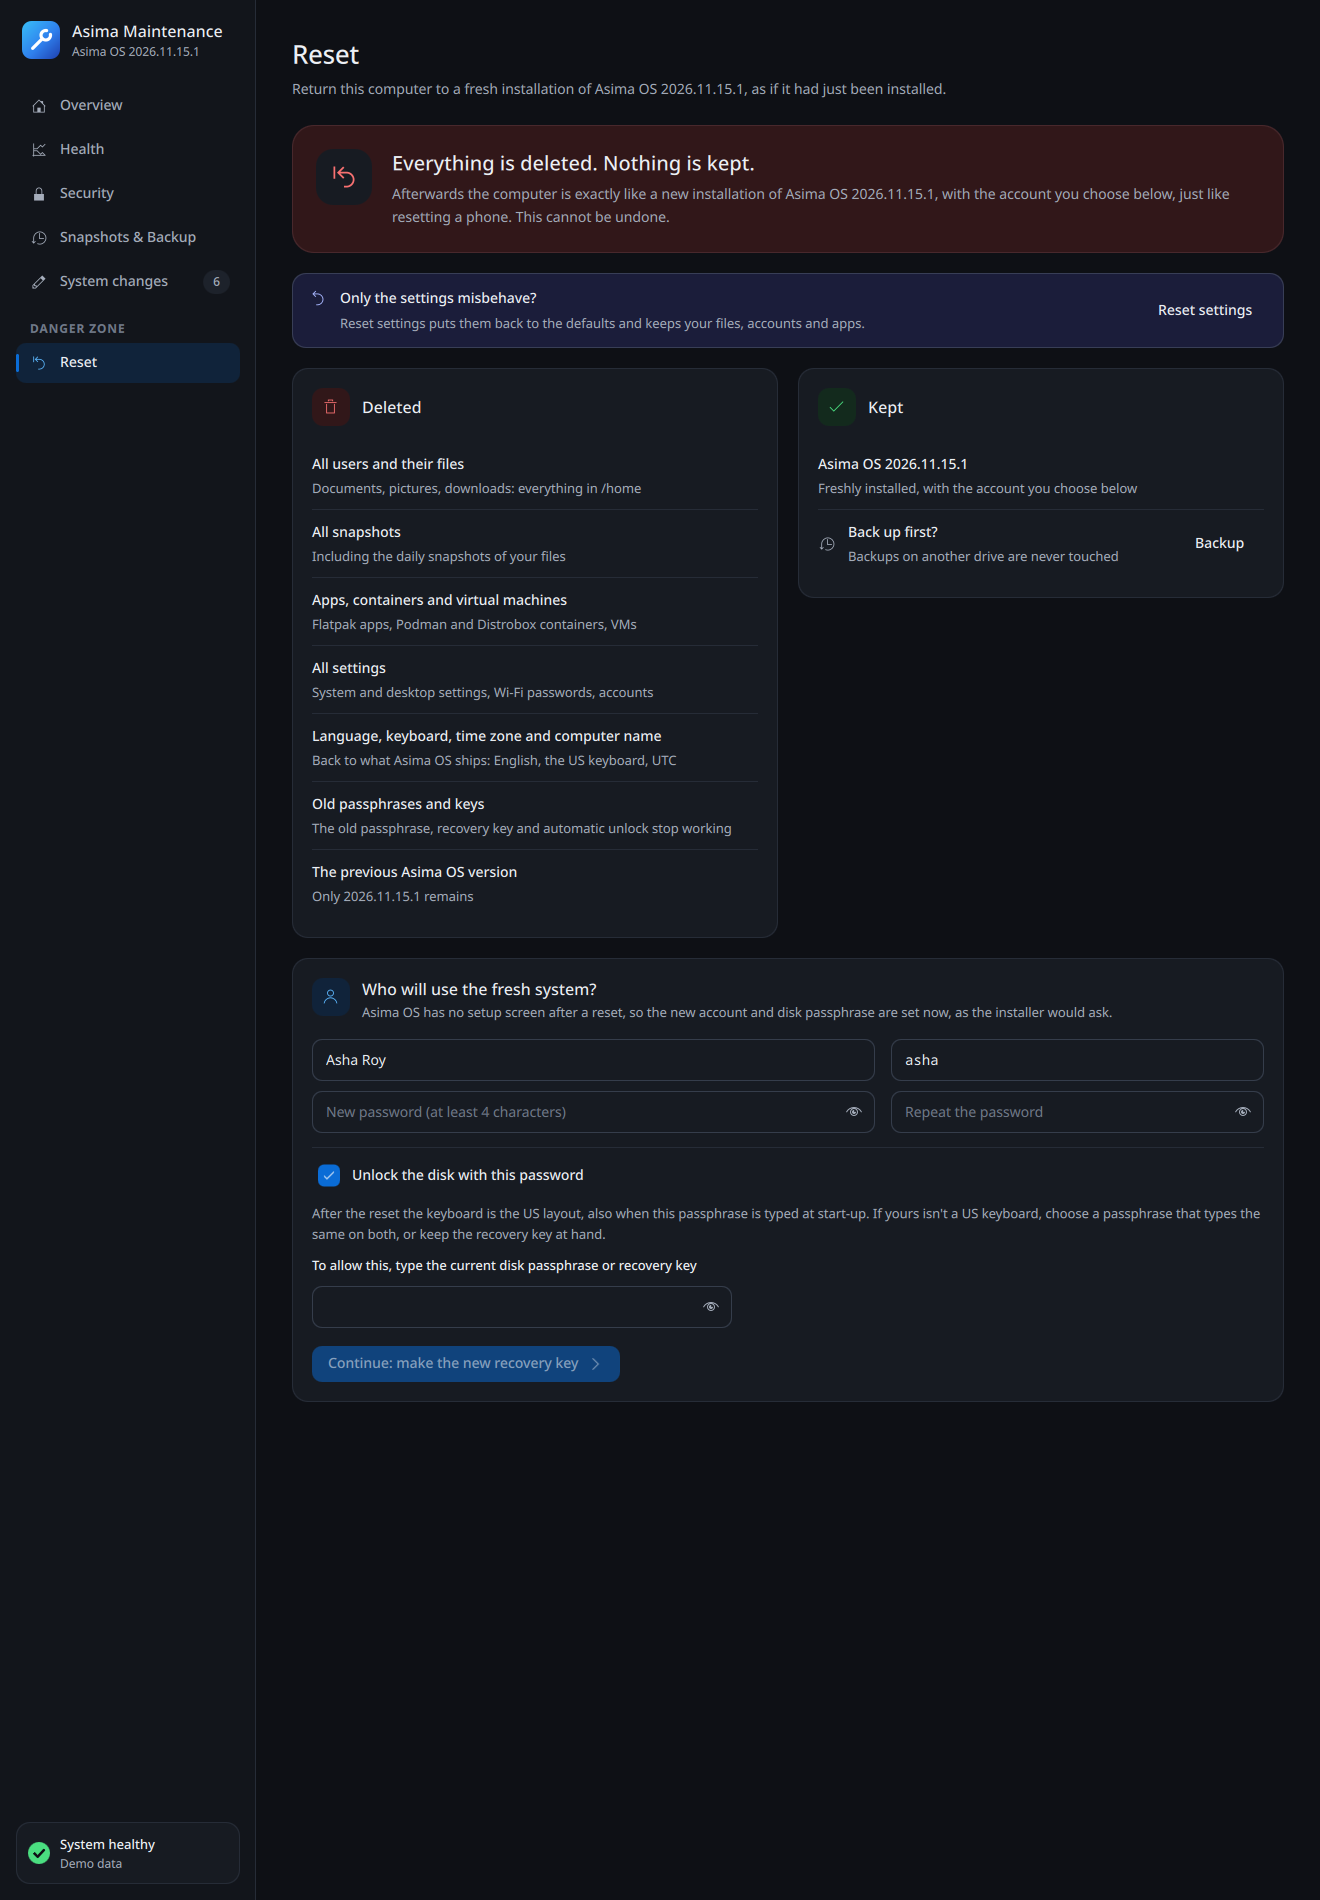 Asima Maintenance
Asima OS 2026.11.15.1
Overview
Health
Security
Snapshots & Backup
System changes 6
DANGER ZONE
Reset
System healthy
Demo data
Reset
Return this computer to a fresh installation of Asima OS 2026.11.15.1, as if it had just been installed.
Everything is deleted. Nothing is kept.
Afterwards the computer is exactly like a new installation of Asima OS 2026.11.15.1, with the account you choose below, just like
resetting a phone. This cannot be undone.
Only the settings misbehave?
Reset settings puts them back to the defaults and keeps your files, accounts and apps.
Reset settings
Deleted
All users and their files
Documents, pictures, downloads: everything in /home
All snapshots
Including the daily snapshots of your files
Apps, containers and virtual machines
Flatpak apps, Podman and Distrobox containers, VMs
All settings
System and desktop settings, Wi-Fi passwords, accounts
Language, keyboard, time zone and computer name
Back to what Asima OS ships: English, the US keyboard, UTC
Old passphrases and keys
The old passphrase, recovery key and automatic unlock stop working
The previous Asima OS version
Only 2026.11.15.1 remains
Kept
Asima OS 2026.11.15.1
Freshly installed, with the account you choose below
Back up first?
Backups on another drive are never touched
Backup
Who will use the fresh system?
Asima OS has no setup screen after a reset, so the new account and disk passphrase are set now, as the installer would ask.
Asha Roy
asha
New password (at least 4 characters)
Repeat the password
Unlock the disk with this password
After the reset the keyboard is the US layout, also when this passphrase is typed at start-up. If yours isn't a US keyboard, choose a passphrase that types the
same on both, or keep the recovery key at hand.
To allow this, type the current disk passphrase or recovery key
Continue: make the new recovery key